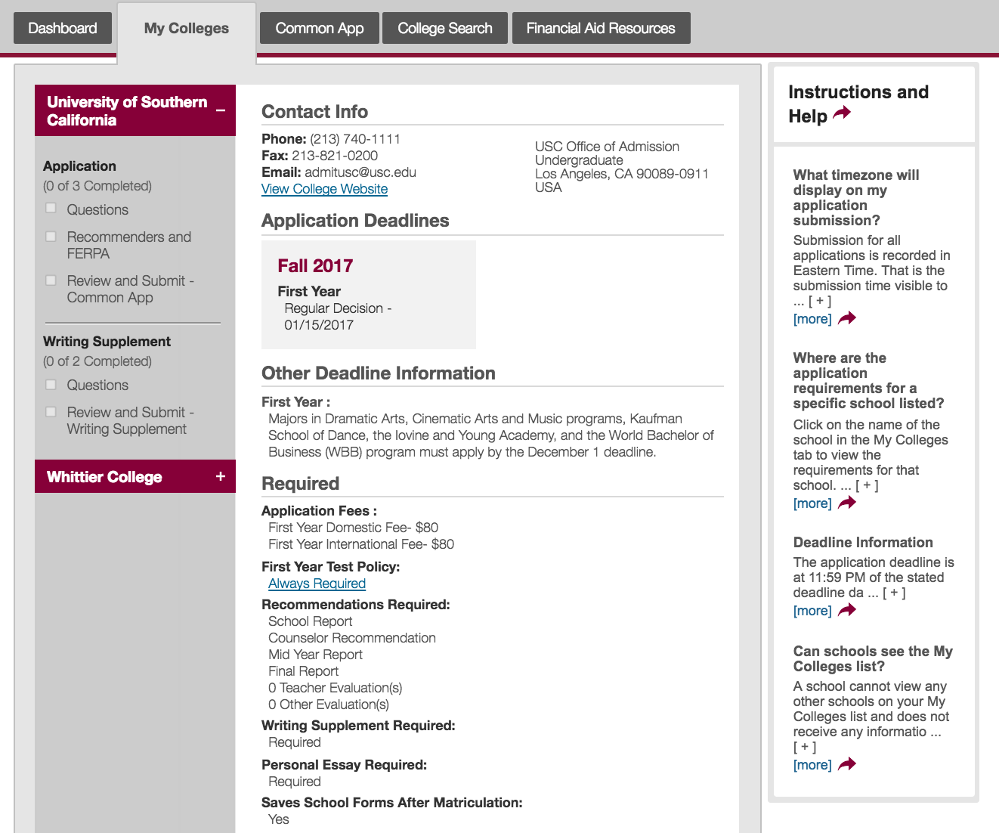 Dashboard
My Colleges
Common App
College Search
Financial Aid Resources
University of Southern
California
–
Application
(0 of 3 Completed)
Questions
Recommenders and
FERPA
Review and Submit -
Common App
Writing Supplement
(0 of 2 Completed)
Questions
Review and Submit -
Writing Supplement
Whittier College
+
Contact Info
Phone: (213) 740-1111
Fax: 213-821-0200
Email: admitusc@usc.edu
View College Website
USC Office of Admission
Undergraduate
Los Angeles, CA 90089-0911
USA
Application Deadlines
Fall 2017
First Year
Regular Decision -
01/15/2017
Other Deadline Information
First Year :
Majors in Dramatic Arts, Cinematic Arts and Music programs, Kaufman
School of Dance, the Iovine and Young Academy, and the World Bachelor of
Business (WBB) program must apply by the December 1 deadline.
Required
Application Fees :
First Year Domestic Fee- $80
First Year International Fee- $80
First Year Test Policy:
Always Required
Recommendations Required:
School Report
Counselor Recommendation
Mid Year Report
Final Report
0 Teacher Evaluation(s)
0 Other Evaluation(s)
Writing Supplement Required:
Required
Personal Essay Required:
Required
Saves School Forms After Matriculation:
Yes
Instructions and
Help
What timezone will
display on my
application
submission?
Submission for all
applications is recorded in
Eastern Time. That is the
submission time visible to
... [ + ]
[more]
Where are the
application
requirements for a
specific school listed?
Click on the name of the
school in the My Colleges
tab to view the
requirements for that
school. ... [ + ]
[more]
Deadline Information
The application deadline is
at 11:59 PM of the stated
deadline da ... [ + ]
[more]
Can schools see the My
Colleges list?
A school cannot view any
other schools on your My
Colleges list and does not
receive any informatio ...
[ + ]
[more]